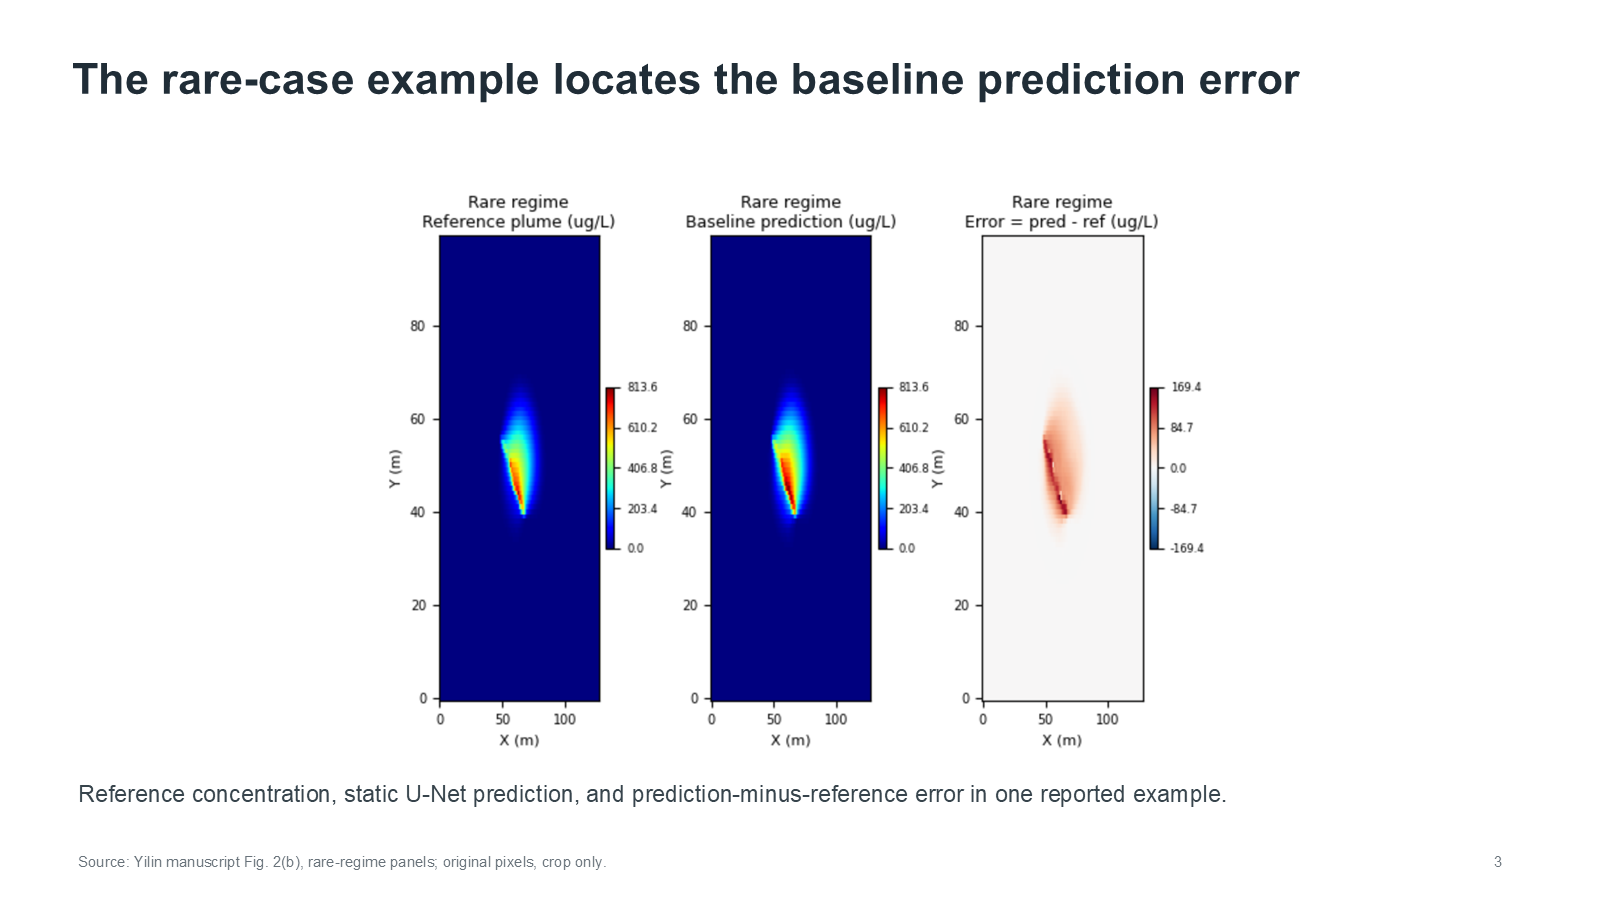 The rare-case example locates the baseline prediction error
Rare regime
Reference plume (ug/L)
Rare regime
Baseline prediction (ug/L)
Rare regime
Error = pred - ref (ug/L)
80
60
40
20
0
Y (m)
0 50 100
X (m)
813.6
610.2
406.8
203.4
0.0
80
60
40
20
0
Y (m)
0 50 100
X (m)
813.6
610.2
406.8
203.4
0.0
80
60
40
20
0
Y (m)
0 50 100
X (m)
169.4
84.7
0.0
-84.7
-169.4
Reference concentration, static U-Net prediction, and prediction-minus-reference error in one reported example.
Source: Yilin manuscript Fig. 2(b), rare-regime panels; original pixels, crop only.
3